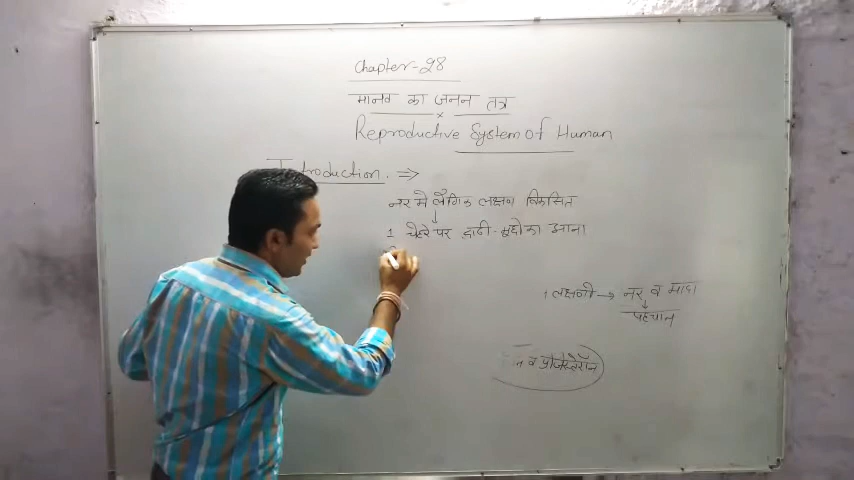 Chapter-28
मानव का जनन तंत्र
x
Reproductive System of Human
Introduction. ⇒
नर मे लैंगिक लक्षण विकसित
↓
1 चेहरे पर दाढी-मूछो का आना
1 लक्षणो → नर व मादा
↓
पहचान
न व प्रोजेस्टेरॉन